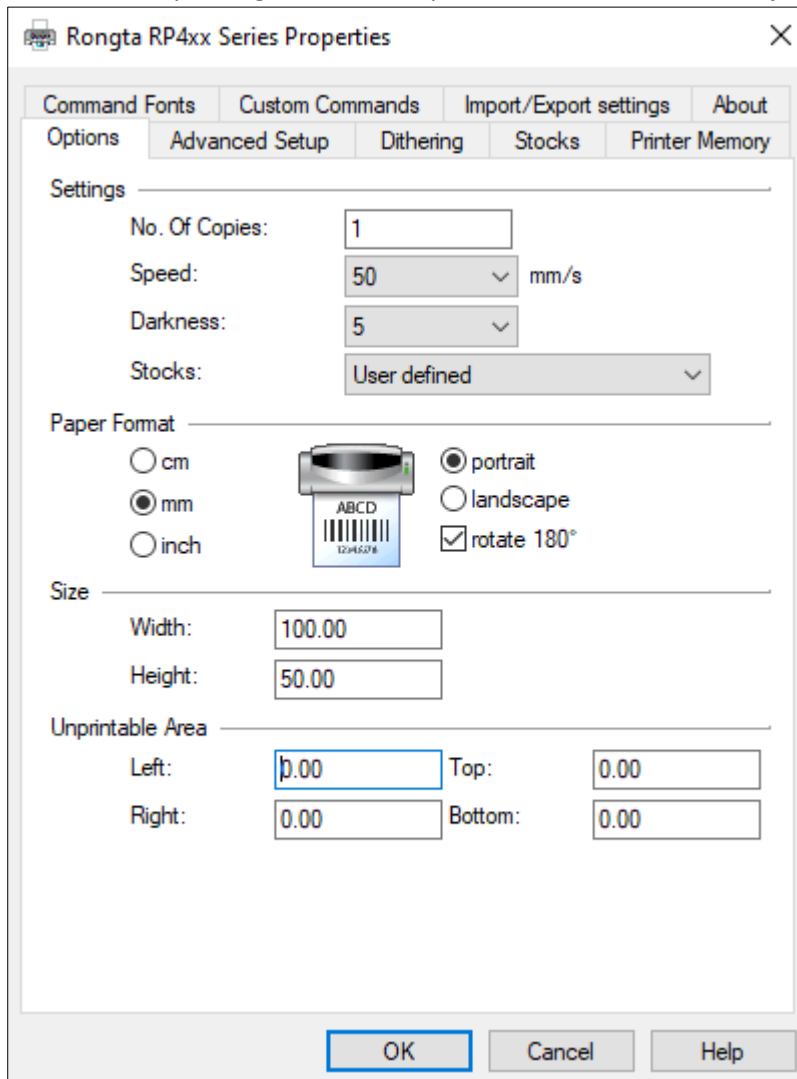 Rongta RP4xx Series Properties
Command Fonts Custom Commands Import/Export settings About
Options Advanced Setup Dithering Stocks Printer Memory
Settings
No. Of Copies: 1
Speed: 50 mm/s
Darkness: 5
Stocks: User defined
Paper Format
cm portrait
mm landscape
inch rotate 180°
ABCD
12345678
Size
Width: 100.00
Height: 50.00
Unprintable Area
Left: 0.00 Top: 0.00
Right: 0.00 Bottom: 0.00
OK Cancel Help